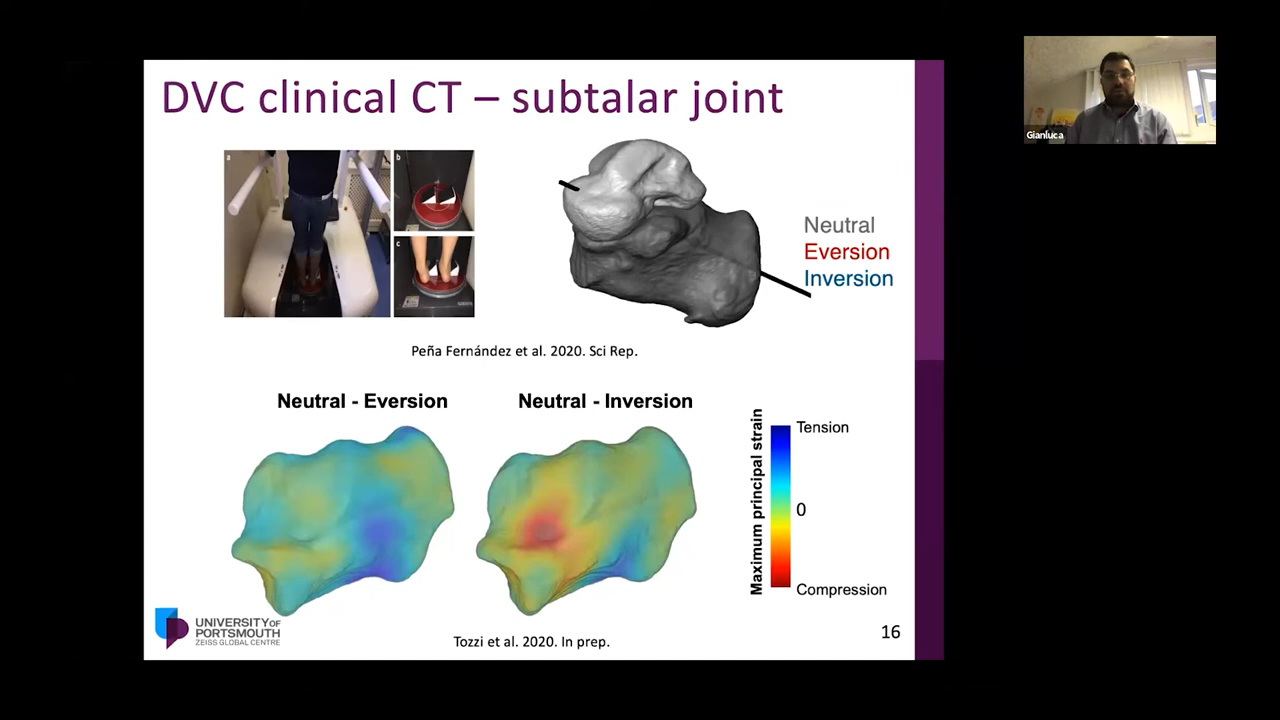 DVC clinical CT – subtalar joint
a
b
c
Neutral
Eversion
Inversion
Peña Fernández et al. 2020. Sci Rep.
Neutral - Eversion
Neutral - Inversion
Maximum principal strain
Tension
0
Compression
UNIVERSITY OF
PORTSMOUTH
ZEISS GLOBAL CENTRE
Tozzi et al. 2020. In prep.
16
Gianluca